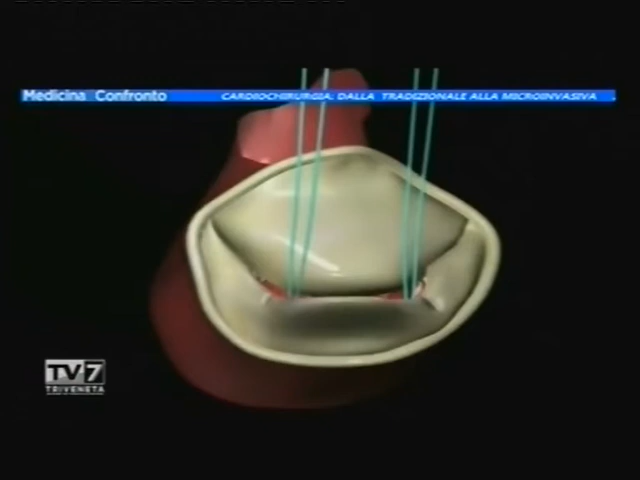 Medicina Confronto
CARDIOCHIRURGIA: DALLA TRADIZIONALE ALLA MICROINVASIVA
TV7
TRIVENETA